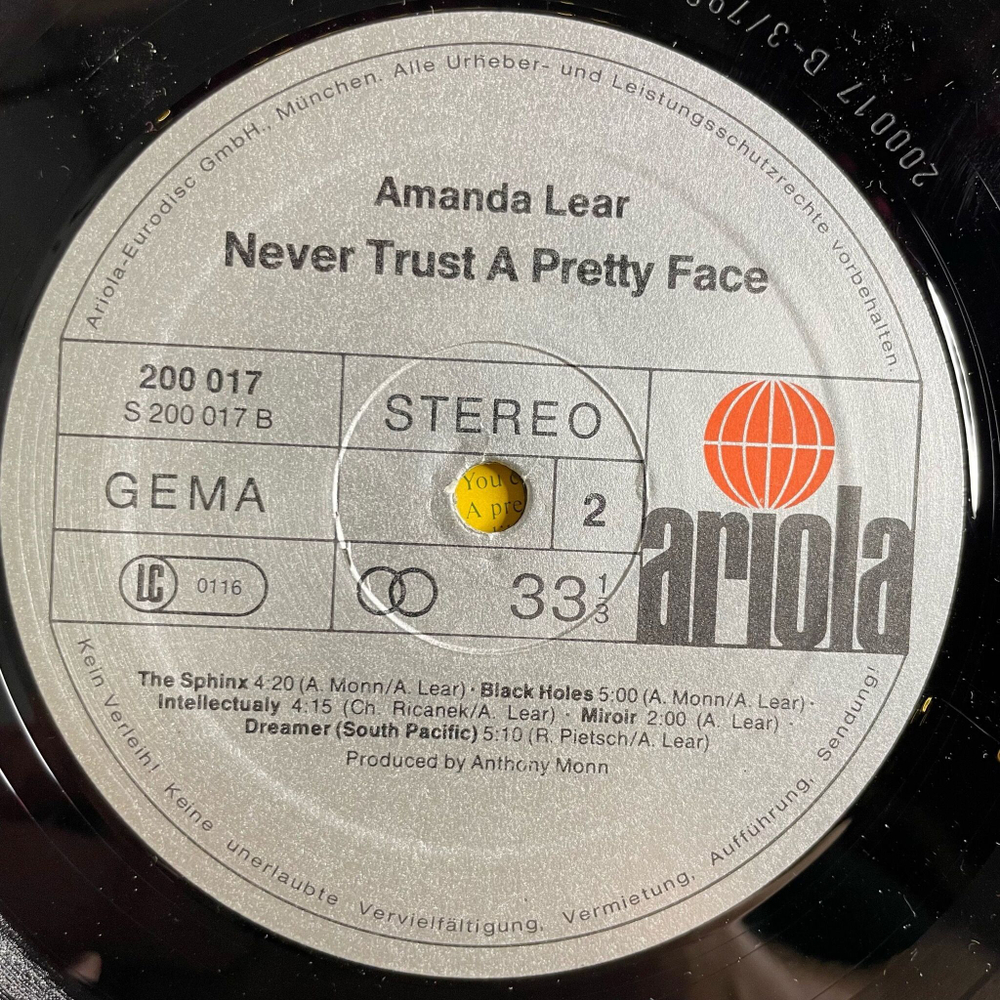 200017 B-3/79
Ariola-Eurodisc GmbH., München. Alle Urheber- und Leistungsschutzrechte vorbehalten.
Amanda Lear
Never Trust A Pretty Face
200 017
S 200 017 B
STEREO
GEMA
You
A pre
2
LC 0116
33 1/3
ariola
The Sphinx 4:20 (A. Monn/A. Lear) · Black Holes 5:00 (A. Monn/A. Lear) ·
Intellectualy 4:15 (Ch. Ricanek/A. Lear) · Miroir 2:00 (A. Lear) ·
Dreamer (South Pacific) 5:10 (R. Pietsch/A. Lear)
Produced by Anthony Monn
Kein Verleih! Keine unerlaubte Vervielfältigung, Vermietung, Aufführung, Sendung!